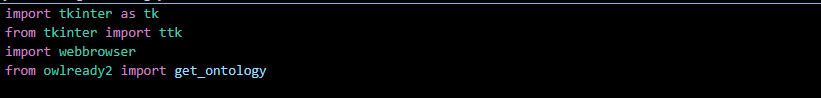 import tkinter as tk
from tkinter import ttk
import webbrowser
from owlready2 import get_ontology